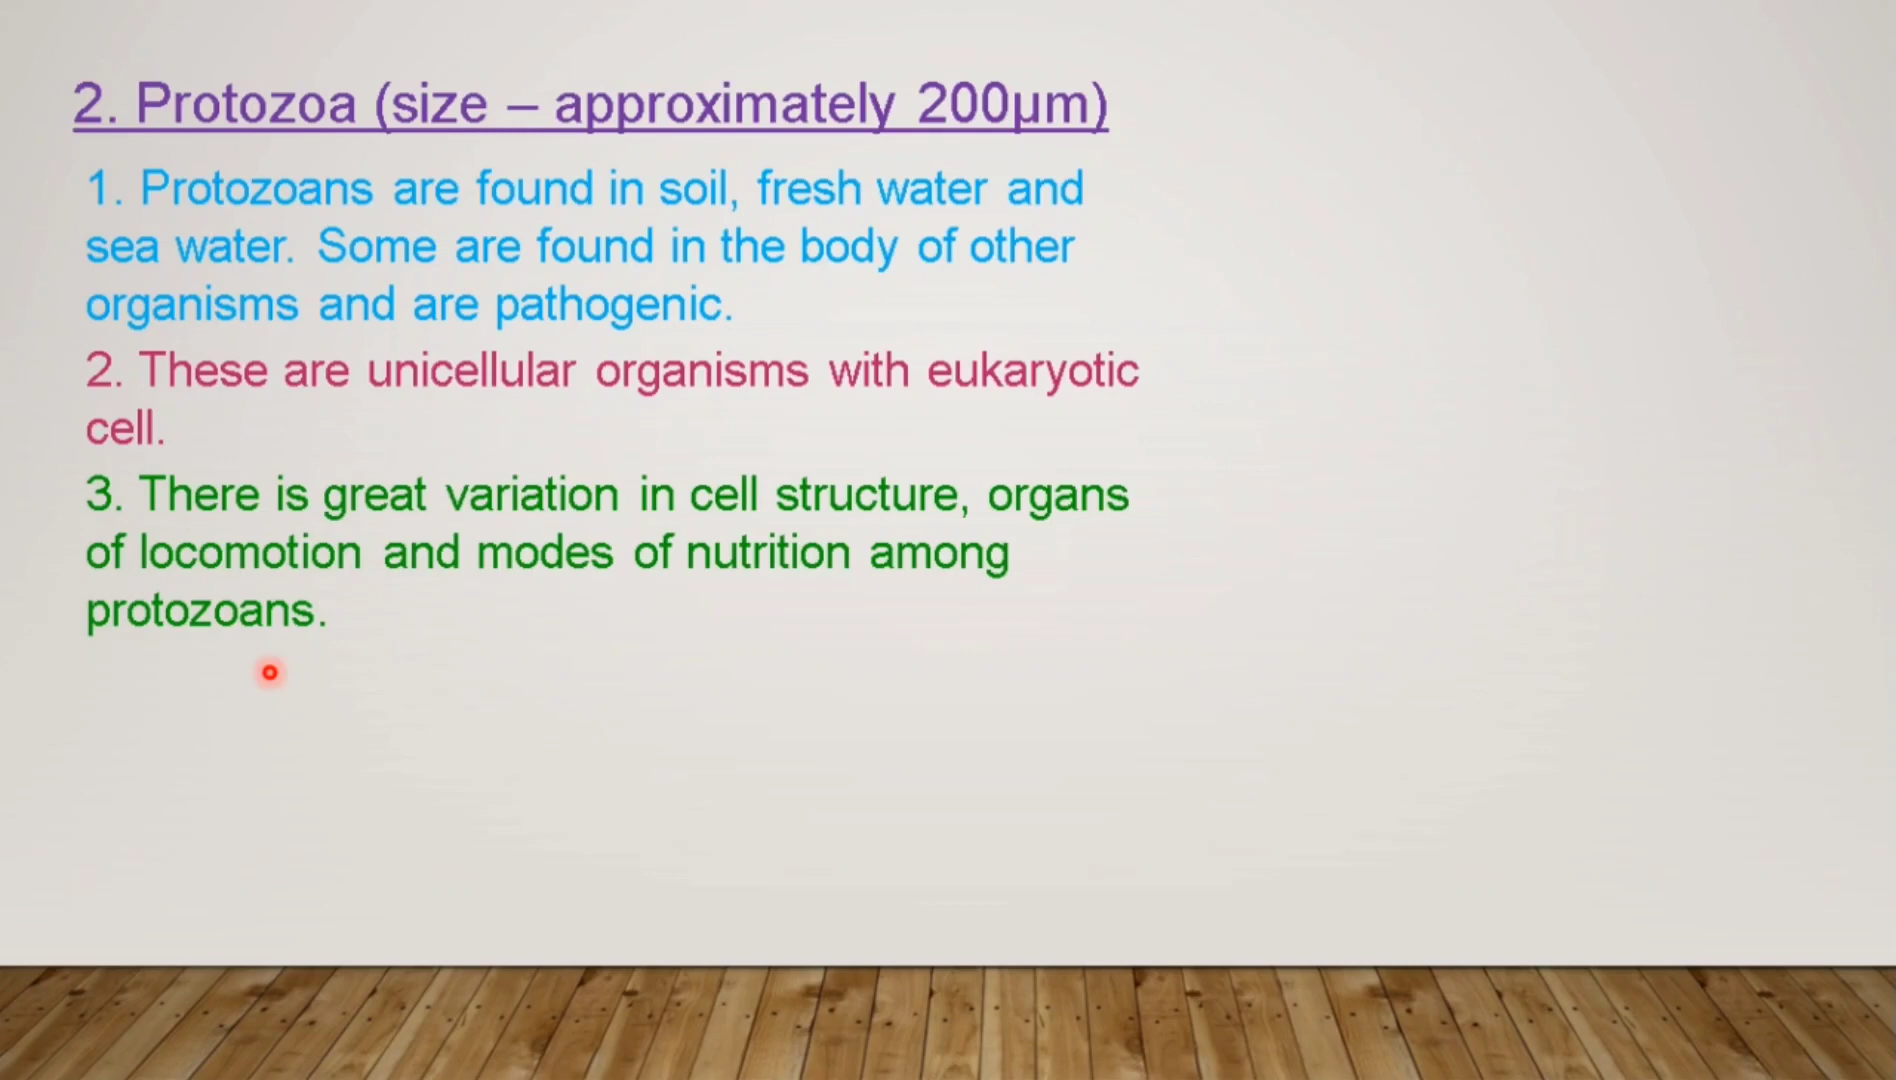 2. Protozoa (size – approximately 200µm)
1. Protozoans are found in soil, fresh water and
sea water. Some are found in the body of other
organisms and are pathogenic.
2. These are unicellular organisms with eukaryotic
cell.
3. There is great variation in cell structure, organs
of locomotion and modes of nutrition among
protozoans.